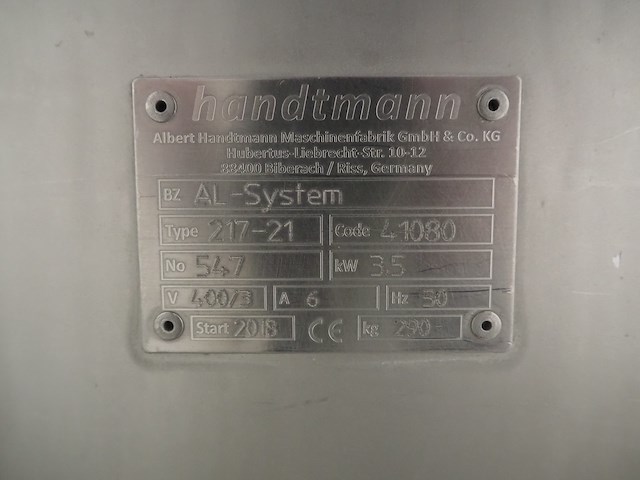 handtmann
Albert Handtmann Maschinenfabrik GmbH & Co. KG
Hubertus-Liebrecht-Str. 10-12
88400 Biberach / Riss, Germany
BZ AL-System
Type 217-21 Code 41080
No 547 kW 3.5
V 400/3 A 6 Hz 50
Start 2018 CE kg